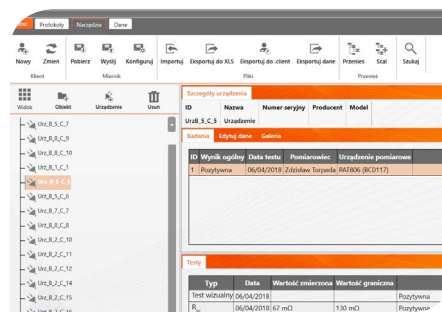 Protokoły Narzędzia Dane
Nowy Zmień Pobierz Wyślij Konfiguruj Importuj Eksportuj do XLS Eksportuj do .client Eksportuj dane Przenieś Scal Szukaj
Klient Miernik Pliki Przenieś
Widok Obiekt Urządzenie Usuń
Szczegóły urządzenia
ID Nazwa Numer seryjny Producent Model
UrzB_5_C_5 Urządzenie
Badania Edytuj dane Galeria
ID Wynik ogólny Data testu Pomiarowiec Urządzenie pomiarowe
1 Pozytywna 06/04/2018 Zdzisław Torpeda PAT806 (BC0117)
Urz_B_5_C_7
Urz_B_8_C_9
Urz_B_8_C_10
Urz_B_1_C_1
Urz_B_5_C_5
Urz_B_5_C_6
Urz_B_7_C_7
Urz_B_8_C_8
Urz_B_2_C_10
Urz_B_2_C_11
Urz_B_2_C_12
Urz_B_2_C_14
Urz_B_2_C_15
Testy
Typ Data Wartość zmierzona Wartość graniczna
Test wizualny 06/04/2018 Pozytywna
06/04/2018 67 mΩ 130 mΩ Pozytywna